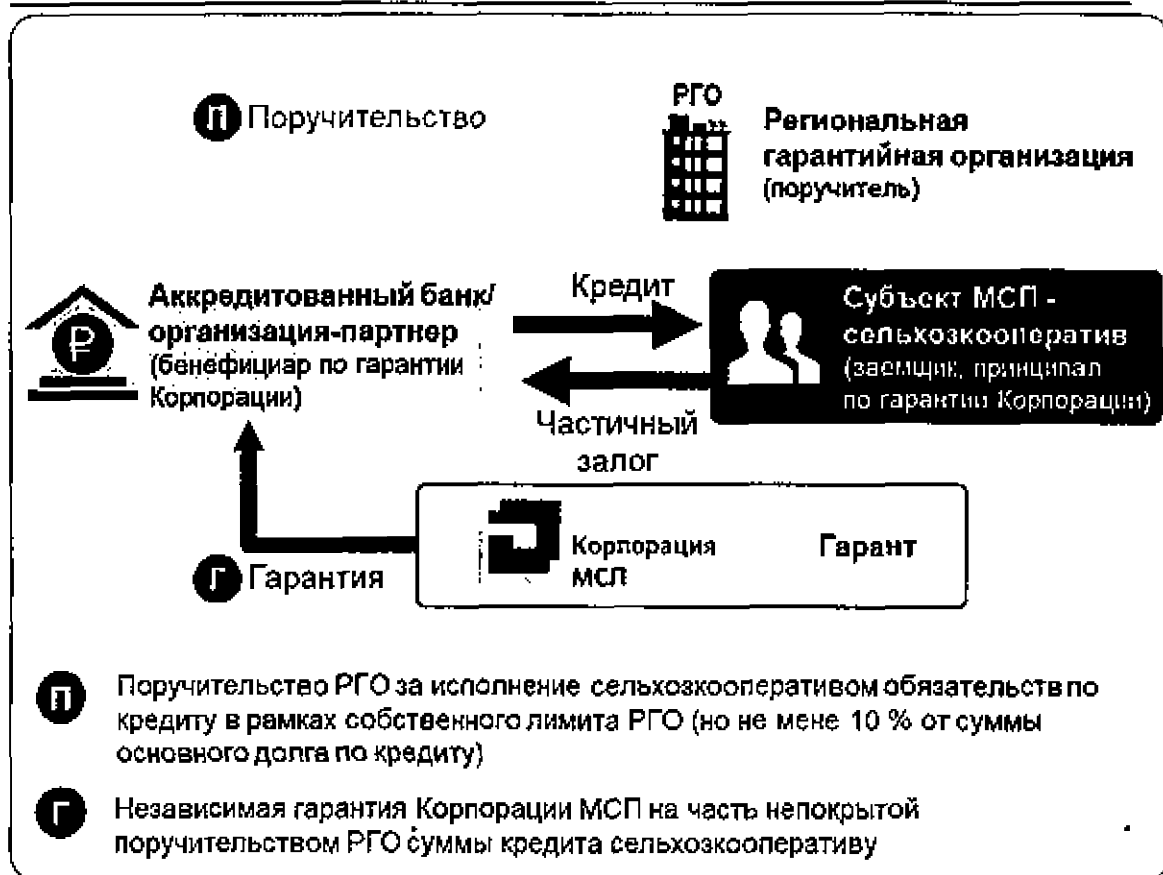 П Поручительство
РГО
Региональная
гарантийная организация
(поручитель)
Аккредитованный банк/
организация-партнер
(бенефициар по гарантии
Корпорации)
Кредит
Частичный
залог
Субъект МСП -
сельхозкооператив
(заемщик, принципал
по гарантии Корпорации)
Г Гарантия
Корпорация
МСП
Гарант
П Поручительство РГО за исполнение сельхозкооперативом обязательств по
кредиту в рамках собственного лимита РГО (но не мене 10 % от суммы
основного долга по кредиту)
Г Независимая гарантия Корпорации МСП на часть непокрытой
поручительством РГО суммы кредита сельхозкооперативу